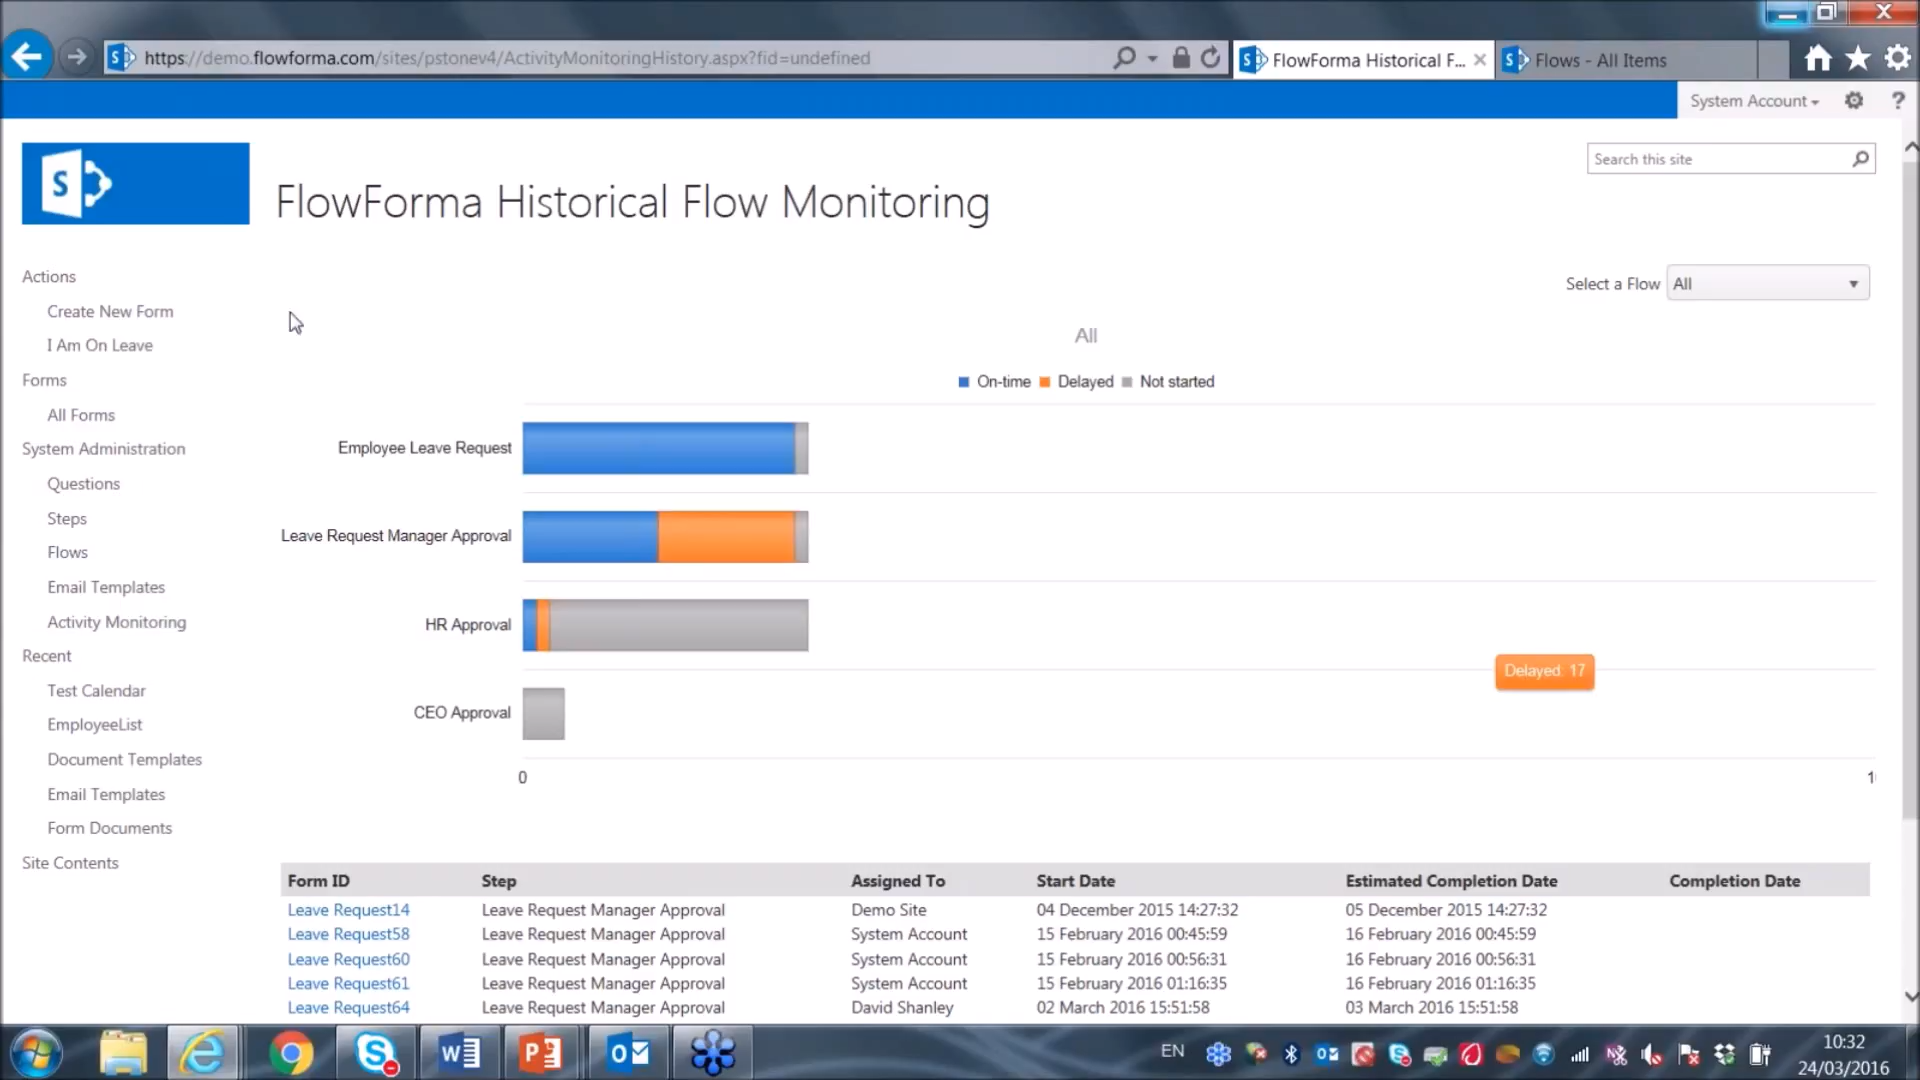 https://demo.flowforma.com/sites/pstonev4/ActivityMonitoringHistory.aspx?fid=undefined
FlowForma Historical F...
Flows - All Items
System Account
?
S
Search this site
FlowForma Historical Flow Monitoring
Actions
Create New Form
I Am On Leave
Forms
All Forms
System Administration
Questions
Steps
Flows
Email Templates
Activity Monitoring
Recent
Test Calendar
EmployeeList
Document Templates
Email Templates
Form Documents
Site Contents
Select a Flow All
All
On-time Delayed Not started
Employee Leave Request
Leave Request Manager Approval
HR Approval
Delayed: 17
CEO Approval
0
Form ID Step Assigned To Start Date Estimated Completion Date Completion Date
Leave Request14 Leave Request Manager Approval Demo Site 04 December 2015 14:27:32 05 December 2015 14:27:32
Leave Request58 Leave Request Manager Approval System Account 15 February 2016 00:45:59 16 February 2016 00:45:59
Leave Request60 Leave Request Manager Approval System Account 15 February 2016 00:56:31 16 February 2016 00:56:31
Leave Request61 Leave Request Manager Approval System Account 15 February 2016 01:16:35 16 February 2016 01:16:35
Leave Request64 Leave Request Manager Approval David Shanley 02 March 2016 15:51:58 03 March 2016 15:51:58
EN
10:32
24/03/2016